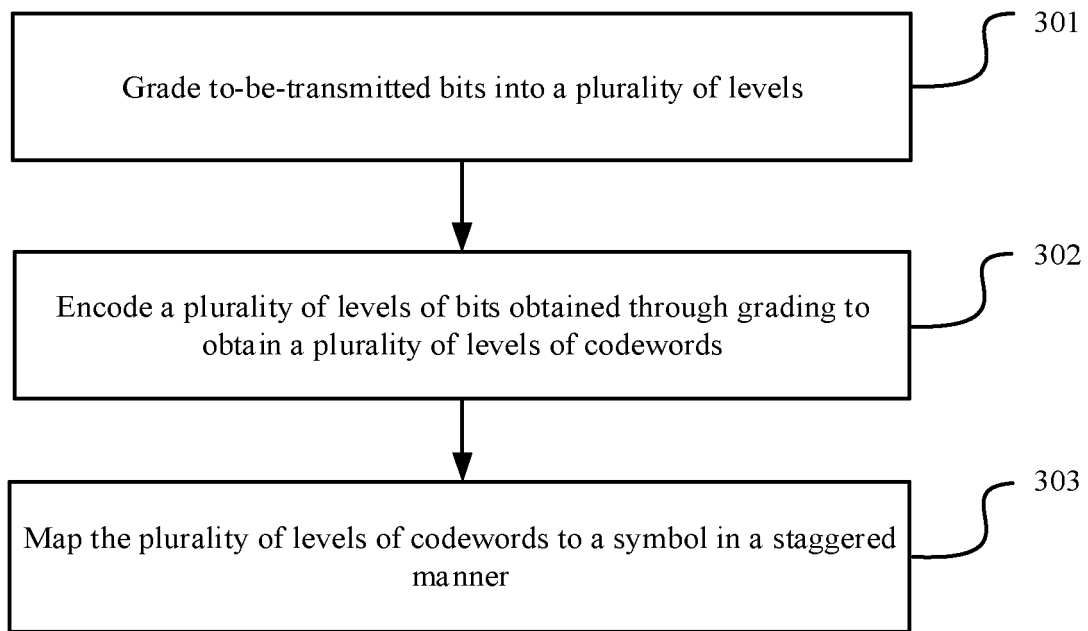 301
Grade to-be-transmitted bits into a plurality of levels
302
Encode a plurality of levels of bits obtained through grading to
obtain a plurality of levels of codewords
303
Map the plurality of levels of codewords to a symbol in a staggered
manner